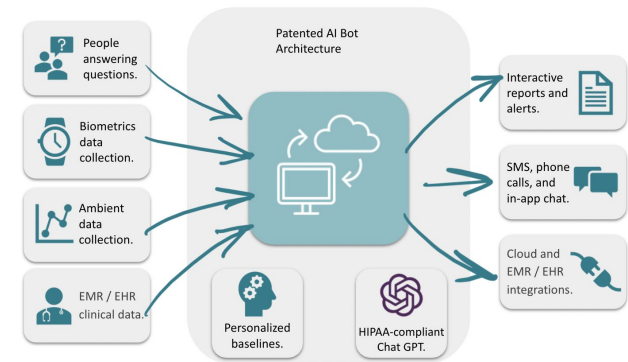 Patented AI Bot
Architecture
People
answering
questions.
Biometrics
data
collection.
Ambient
data
collection.
EMR / EHR
clinical data.
Personalized
baselines.
HIPAA-compliant
Chat GPT.
Interactive
reports and
alerts.
SMS, phone
calls, and
in-app chat.
Cloud and
EMR / EHR
integrations.